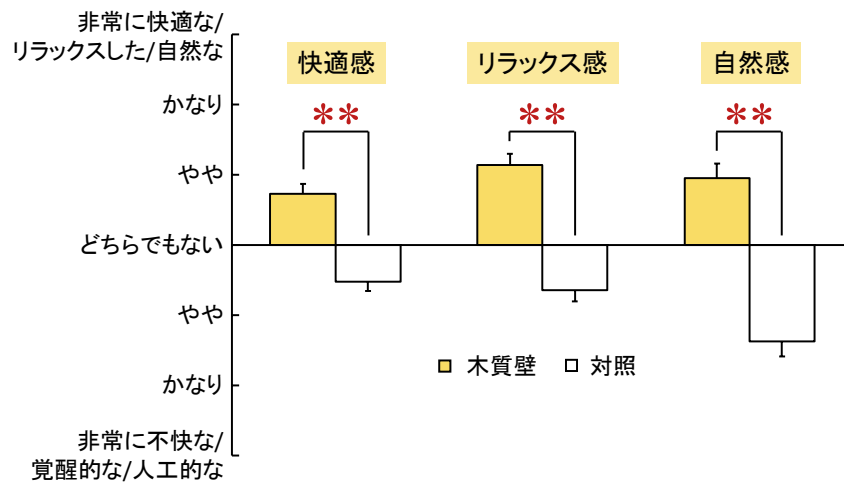 非常に快適な/
リラックスした/自然な
快適感
リラックス感
自然感
かなり
**
**
**
やや
どちらでもない
やや
木質壁
対照
かなり
非常に不快な/
覚醒的な/人工的な